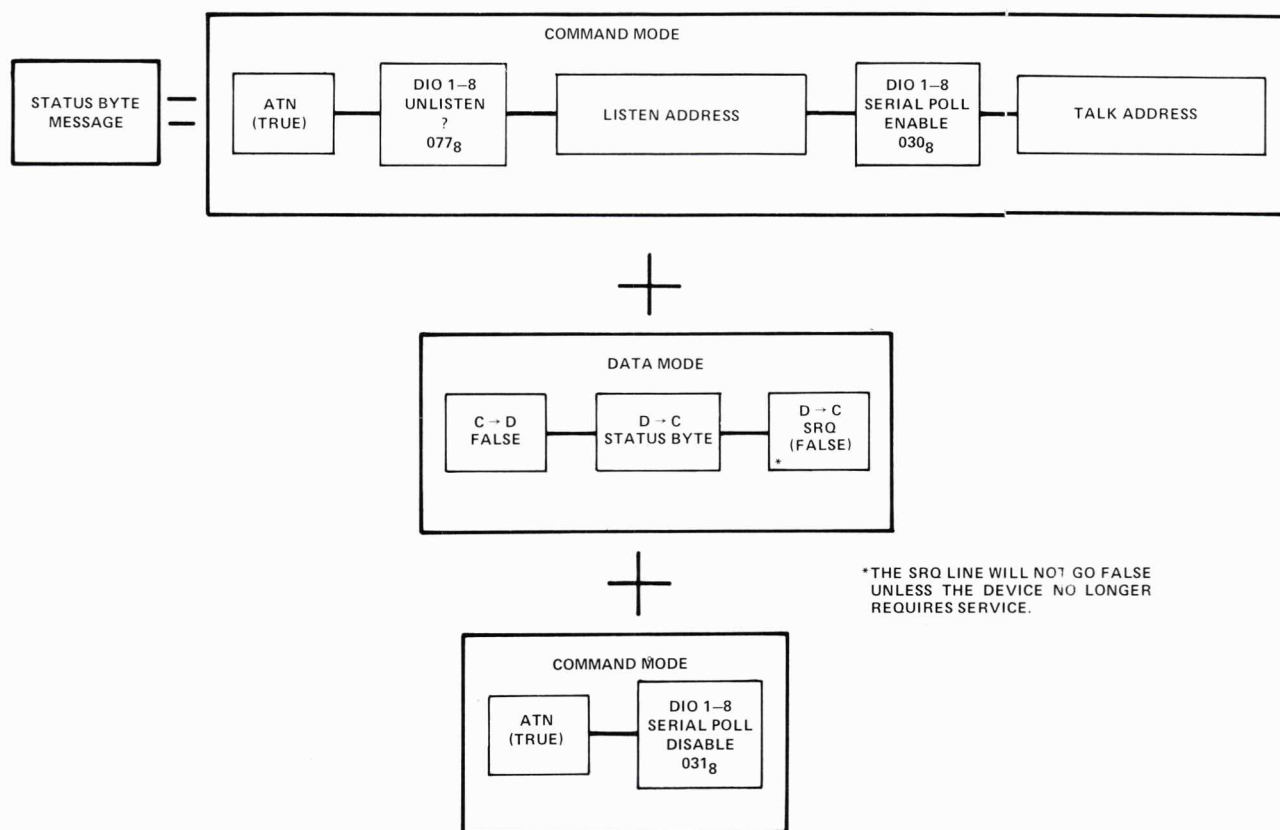 COMMAND MODE
STATUS BYTE
MESSAGE
ATN
(TRUE)
DIO 1–8
UNLISTEN
?
077₈
LISTEN ADDRESS
DIO 1–8
SERIAL POLL
ENABLE
030₈
TALK ADDRESS
DATA MODE
C → D
FALSE
D → C
STATUS BYTE
D → C
SRQ
(FALSE)
*
*THE SRQ LINE WILL NOT GO FALSE
UNLESS THE DEVICE NO LONGER
REQUIRES SERVICE.
COMMAND MODE
ATN
(TRUE)
DIO 1–8
SERIAL POLL
DISABLE
031₈